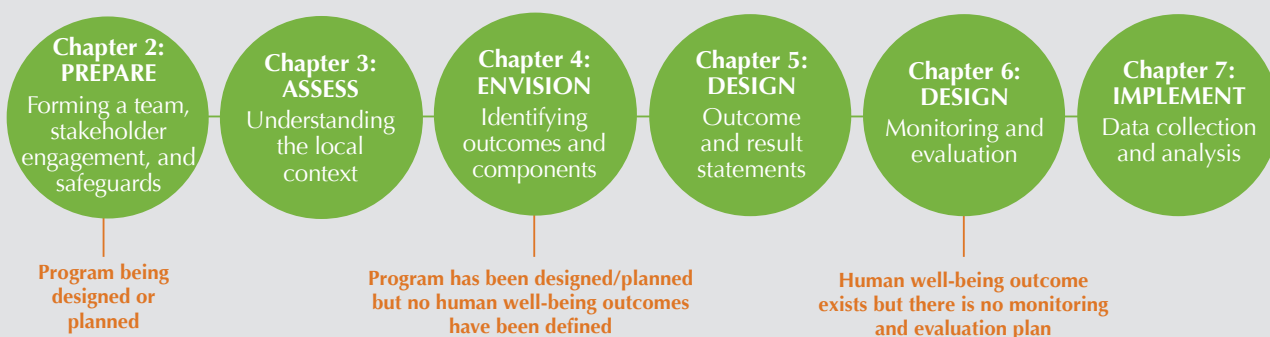 Chapter 2:
PREPARE
Forming a team,
stakeholder
engagement, and
safeguards
Chapter 3:
ASSESS
Understanding
the local
context
Chapter 4:
ENVISION
Identifying
outcomes and
components
Chapter 5:
DESIGN
Outcome
and result
statements
Chapter 6:
DESIGN
Monitoring and
evaluation
Chapter 7:
IMPLEMENT
Data collection
and analysis
Program being
designed or
planned
Program has been designed/planned
but no human well-being outcomes
have been defined
Human well-being outcome
exists but there is no monitoring
and evaluation plan